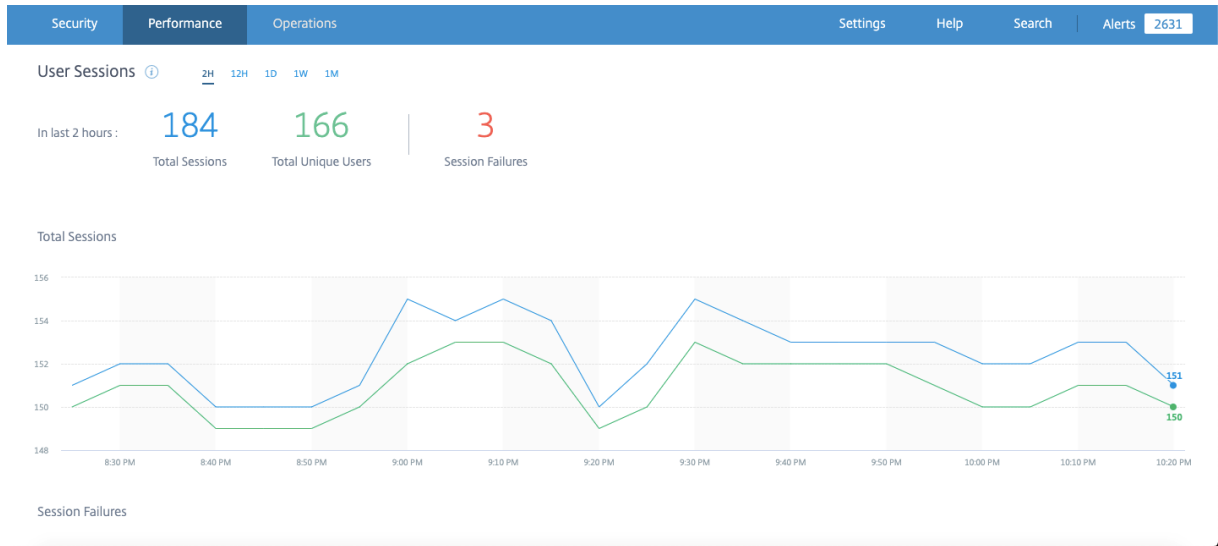 Security Performance Operations Settings Help Search Alerts 2631
User Sessions i 2H 12H 1D 1W 1M
In last 2 hours : 184 166 3
Total Sessions Total Unique Users Session Failures
Total Sessions
156
154
152
151
150
150
148
8:30 PM 8:40 PM 8:50 PM 9:00 PM 9:10 PM 9:20 PM 9:30 PM 9:40 PM 9:50 PM 10:00 PM 10:10 PM 10:20 PM
Session Failures